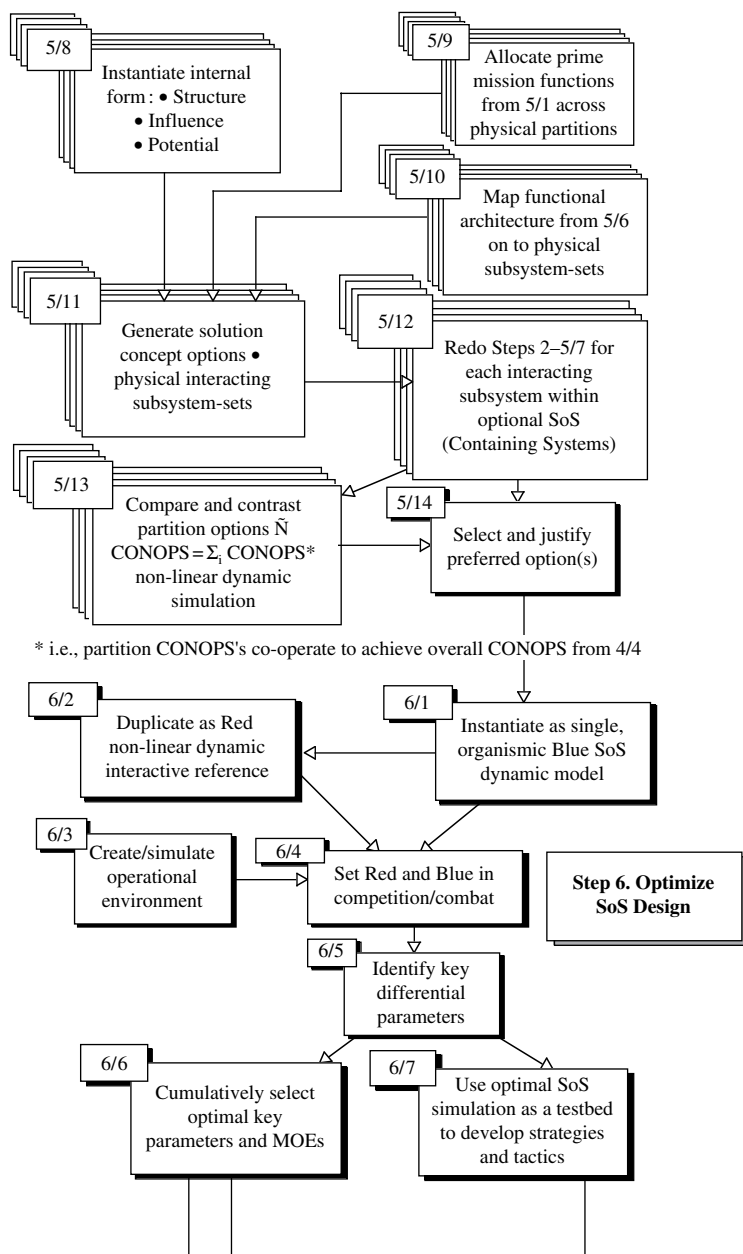 5/8
Instantiate internal
form : • Structure
• Influence
• Potential
5/9
Allocate prime
mission functions
from 5/1 across
physical partitions
5/10
Map functional
architecture from 5/6
on to physical
subsystem-sets
5/11
Generate solution
concept options •
physical interacting
subsystem-sets
5/12
Redo Steps 2–5/7 for
each interacting
subsystem within
optional SoS
(Containing Systems)
5/13
Compare and contrast
partition options Ñ
CONOPS = Σi CONOPS*
non-linear dynamic
simulation
5/14
Select and justify
preferred option(s)
* i.e., partition CONOPS's co-operate to achieve overall CONOPS from 4/4
6/2
Duplicate as Red
non-linear dynamic
interactive reference
6/1
Instantiate as single,
organismic Blue SoS
dynamic model
6/3
Create/simulate
operational
environment
6/4
Set Red and Blue in
competition/combat
Step 6. Optimize
SoS Design
6/5
Identify key
differential
parameters
6/6
Cumulatively select
optimal key
parameters and MOEs
6/7
Use optimal SoS
simulation as a testbed
to develop strategies
and tactics